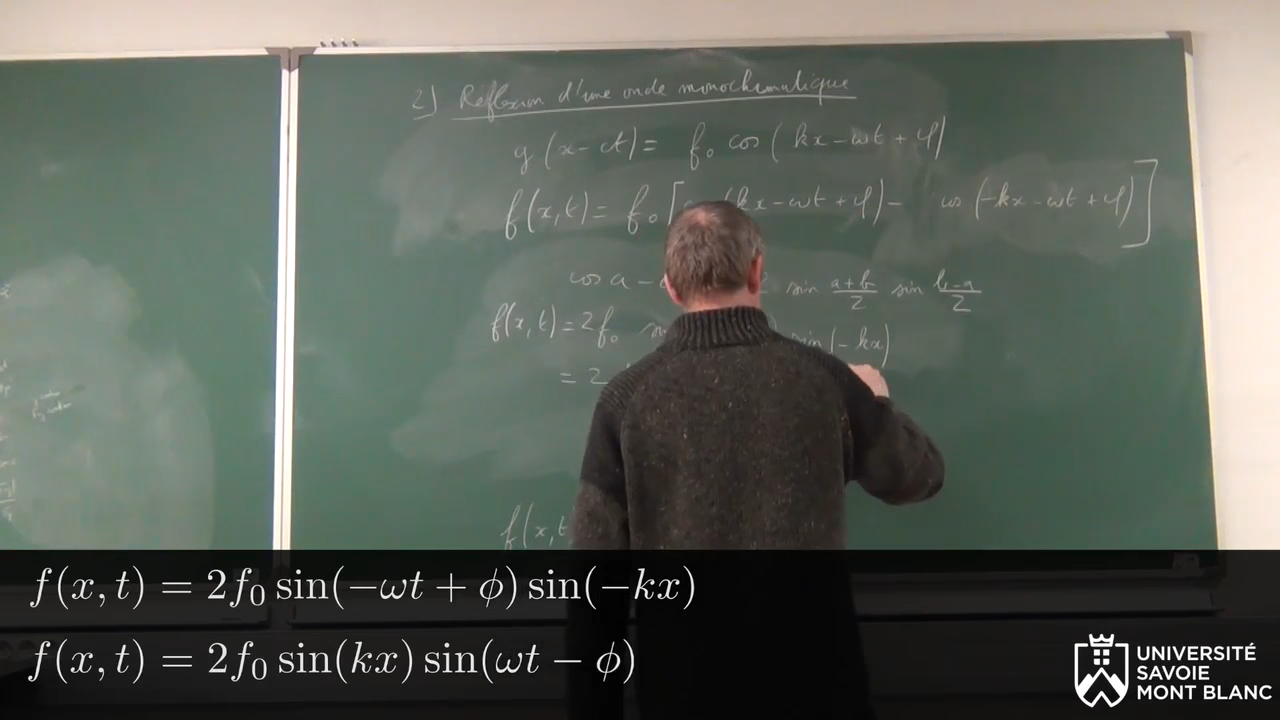 2) Réflexion d'une onde monochromatique
g(x-ct) = f₀ cos(kx-ωt+φ)
f(x,t) = f₀ [ (kx-ωt+φ) - cos(-kx-ωt+φ)]
cos a - sin a+b/2 sin b-a/2
f(x,t) = 2f₀ sin(-kx)
= 2
f(x,t
f(x, t) = 2f₀ sin(−ωt + ϕ) sin(−kx)
f(x, t) = 2f₀ sin(kx) sin(ωt − ϕ)
UNIVERSITÉ
SAVOIE
MONT BLANC